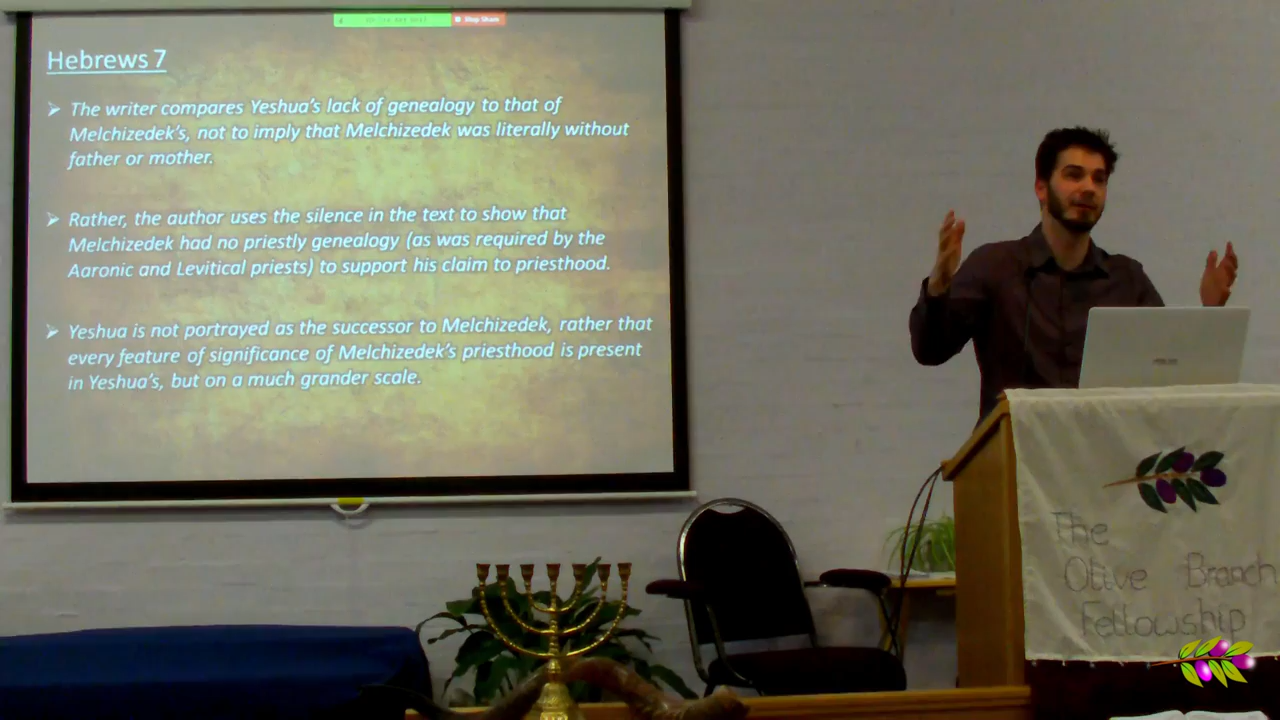 Stop Share
Hebrews 7
➢ The writer compares Yeshua's lack of genealogy to that of
Melchizedek's, not to imply that Melchizedek was literally without
father or mother.
➢ Rather, the author uses the silence in the text to show that
Melchizedek had no priestly genealogy (as was required by the
Aaronic and Levitical priests) to support his claim to priesthood.
➢ Yeshua is not portrayed as the successor to Melchizedek, rather that
every feature of significance of Melchizedek's priesthood is present
in Yeshua's, but on a much grander scale.
The
Olive Branch
Fellowship